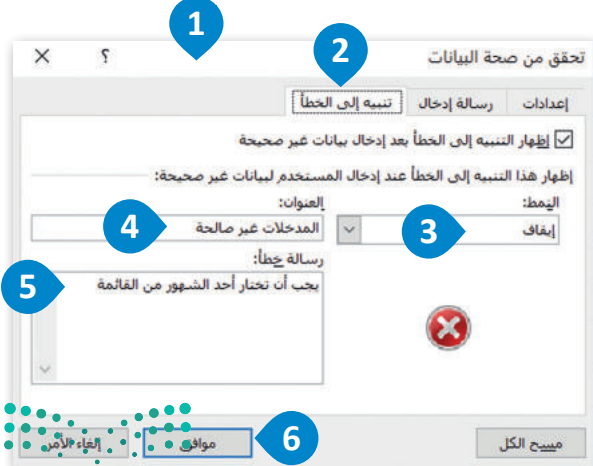 1
2
تحقق من صحة البيانات
؟
×
إعدادات
رسالة إدخال
تنبيه إلى الخطأ
إظهار التنبيه إلى الخطأ بعد إدخال بيانات غير صحيحة
إظهار هذا التنبيه إلى الخطأ عند إدخال المستخدم لبيانات غير صحيحة:
النمط:
العنوان:
إيقاف
3
المدخلات غير صالحة
4
رسالة خطأ:
يجب أن تختار أحد الشهور من القائمة
5
مسح الكل
6
موافق
إلغاء الأمر